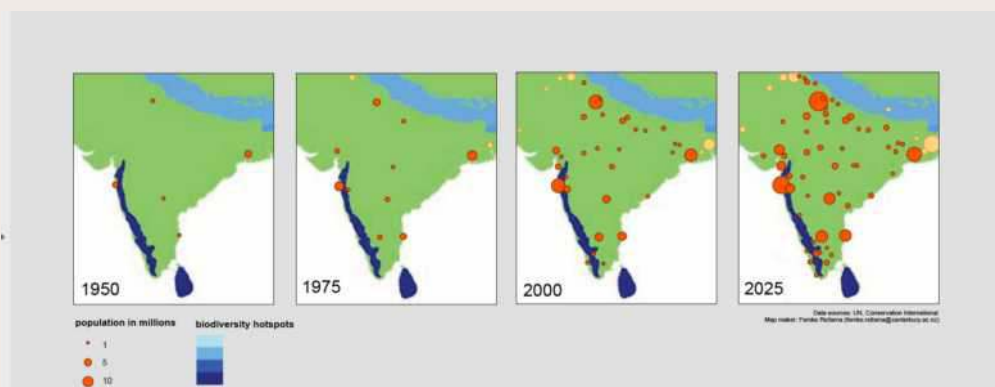 1950
1975
2000
2025
Data sources: UN, Conservation International
population in millions
biodiversity hotspots
1
5
10